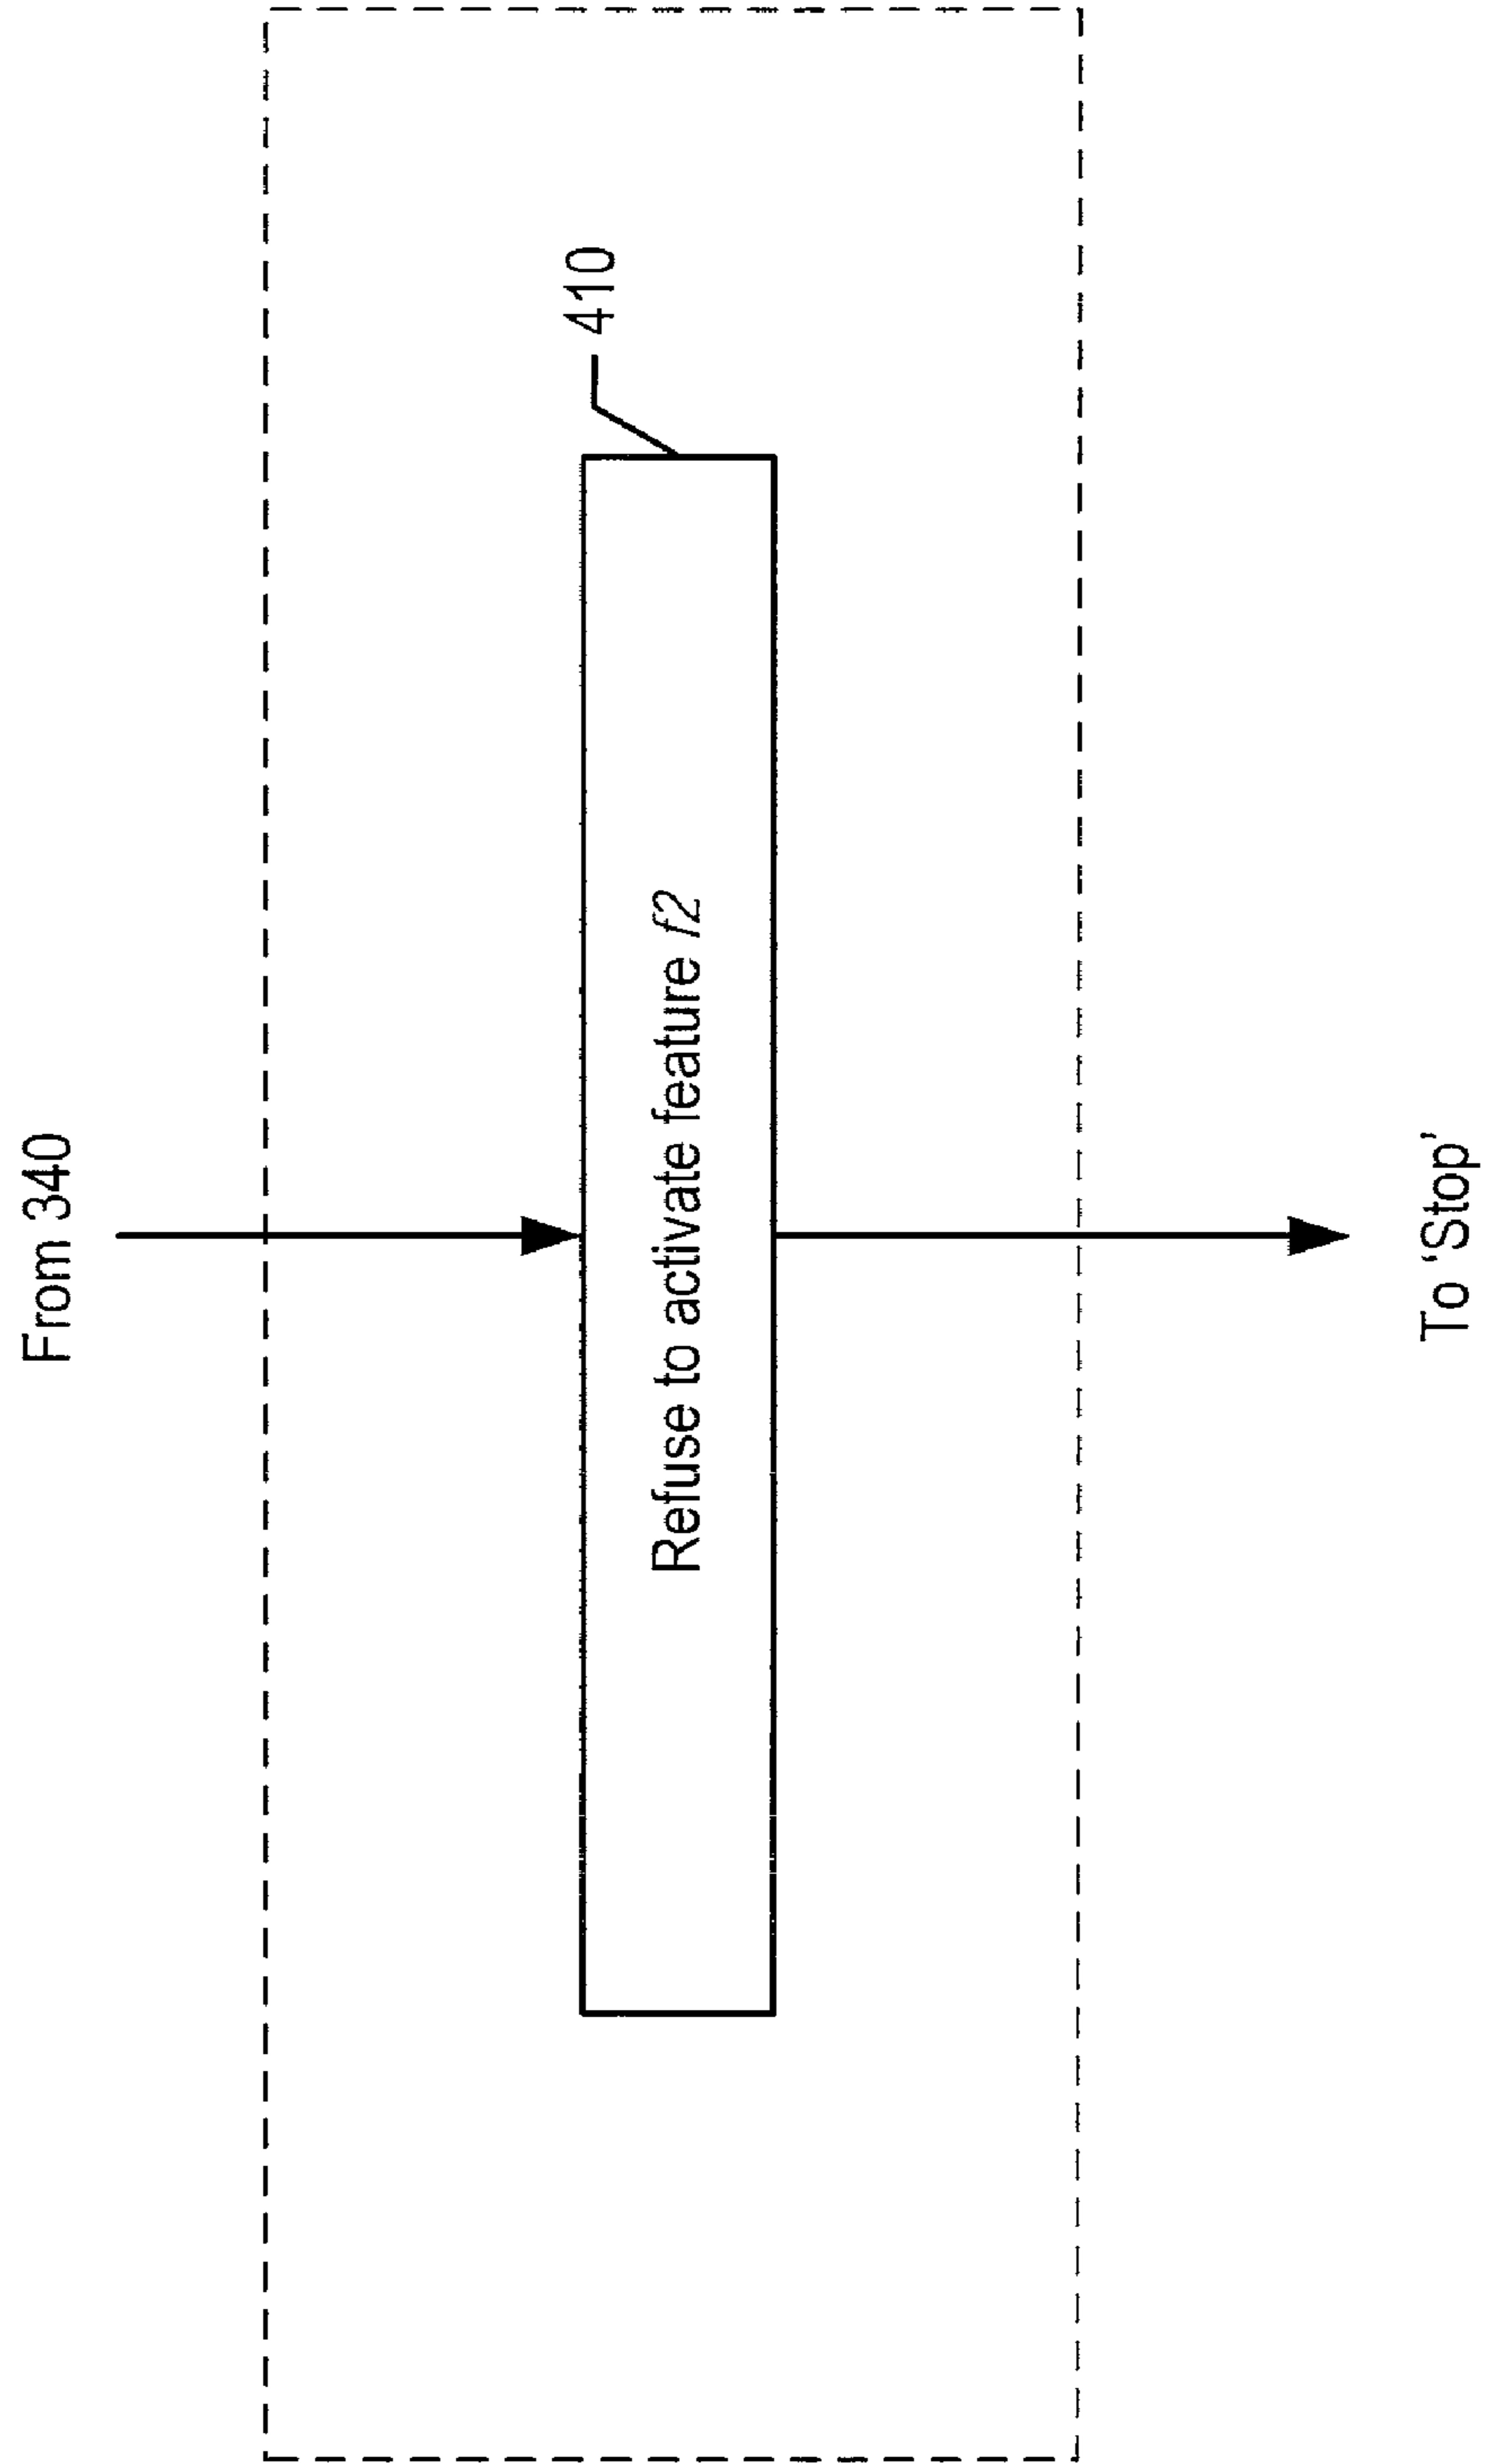 From 340
410
Refuse to activate feature f2
To ‘Stop’